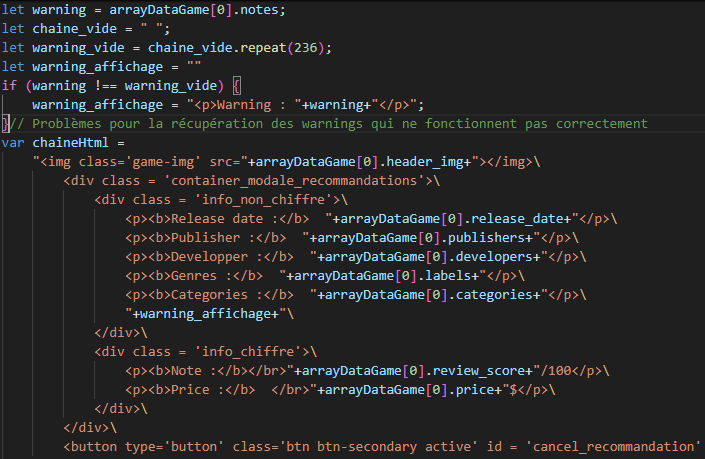 let warning = arrayDataGame[0].notes;
let chaine_vide = " ";
let warning_vide = chaine_vide.repeat(236);
let warning_affichage = ""
if (warning !== warning_vide) {
    warning_affichage = "<p>Warning : "+warning+"</p>";
}// Problèmes pour la récupération des warnings qui ne fonctionnent pas correctement
var chaineHtml =
    "<img class='game-img' src="+arrayDataGame[0].header_img+"></img>\
        <div class = 'container_modale_recommandations'>\
            <div class = 'info_non_chiffre'>\
                <p><b>Release date :</b>  "+arrayDataGame[0].release_date+"</p>\
                <p><b>Publisher :</b>  "+arrayDataGame[0].publishers+"</p>\
                <p><b>Developper :</b>  "+arrayDataGame[0].developers+"</p>\
                <p><b>Genres :</b>  "+arrayDataGame[0].labels+"</p>\
                <p><b>Categories :</b>  "+arrayDataGame[0].categories+"</p>\
                "+warning_affichage+"\
            </div>\
            <div class = 'info_chiffre'>\
                <p><b>Note :</b></br>"+arrayDataGame[0].review_score+"/100</p>\
                <p><b>Price :</b>  </br>"+arrayDataGame[0].price+"$</p>\
            </div>\
        </div>\
        <button type='button' class='btn btn-secondary active' id = 'cancel_recommandation'